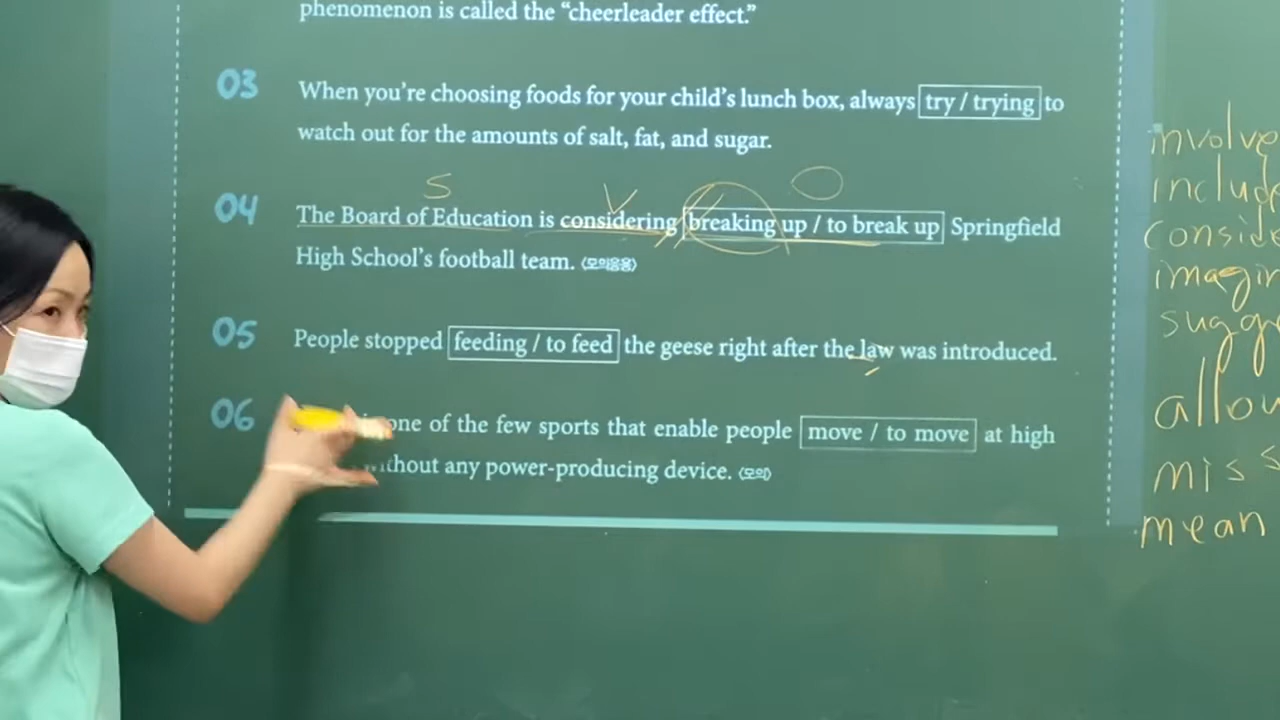 phenomenon is called the “cheerleader effect.”
03 When you’re choosing foods for your child’s lunch box, always try / trying to
watch out for the amounts of salt, fat, and sugar.
S V O
04 The Board of Education is considering breaking up / to break up Springfield
High School’s football team. (모의응용)
05 People stopped feeding / to feed the geese right after the law was introduced.
06 one of the few sports that enable people move / to move at high
without any power-producing device. (모의)
involve
include
conside
imagin
sugge
allow
miss
mean